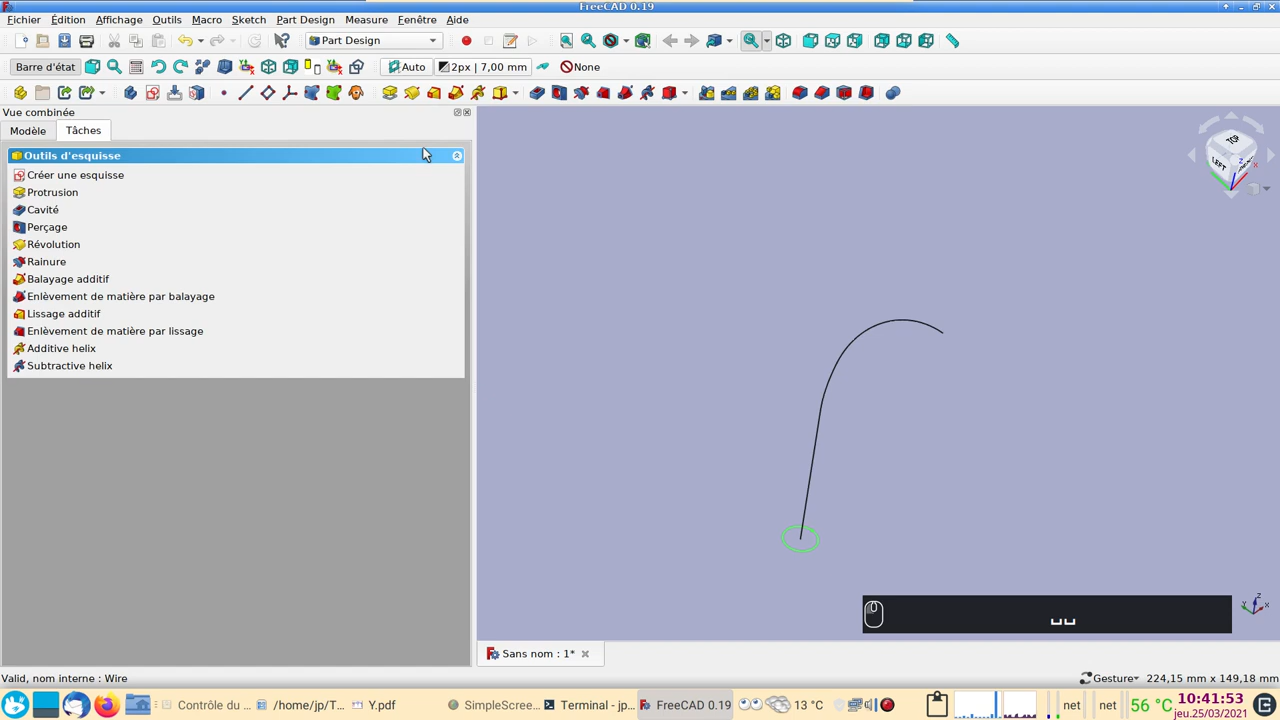 FreeCAD 0.19
Fichier Édition Affichage Outils Macro Sketch Part Design Measure Fenêtre Aide
Part Design
Barre d'état Auto 2px | 7,00 mm None
Vue combinée
Modèle Tâches
Outils d'esquisse
Créer une esquisse
Protrusion
Cavité
Perçage
Révolution
Rainure
Balayage additif
Enlèvement de matière par balayage
Lissage additif
Enlèvement de matière par lissage
Additive helix
Subtractive helix
TOP
LEFT
Sans nom : 1*
Valid, nom interne : Wire
Gesture 224,15 mm x 149,18 mm
Contrôle du ... /home/jp/T... Y.pdf SimpleScree... Terminal - jp... FreeCAD 0.19 13 °C net net 56 °C 10:41:53
jeu.25/03/2021